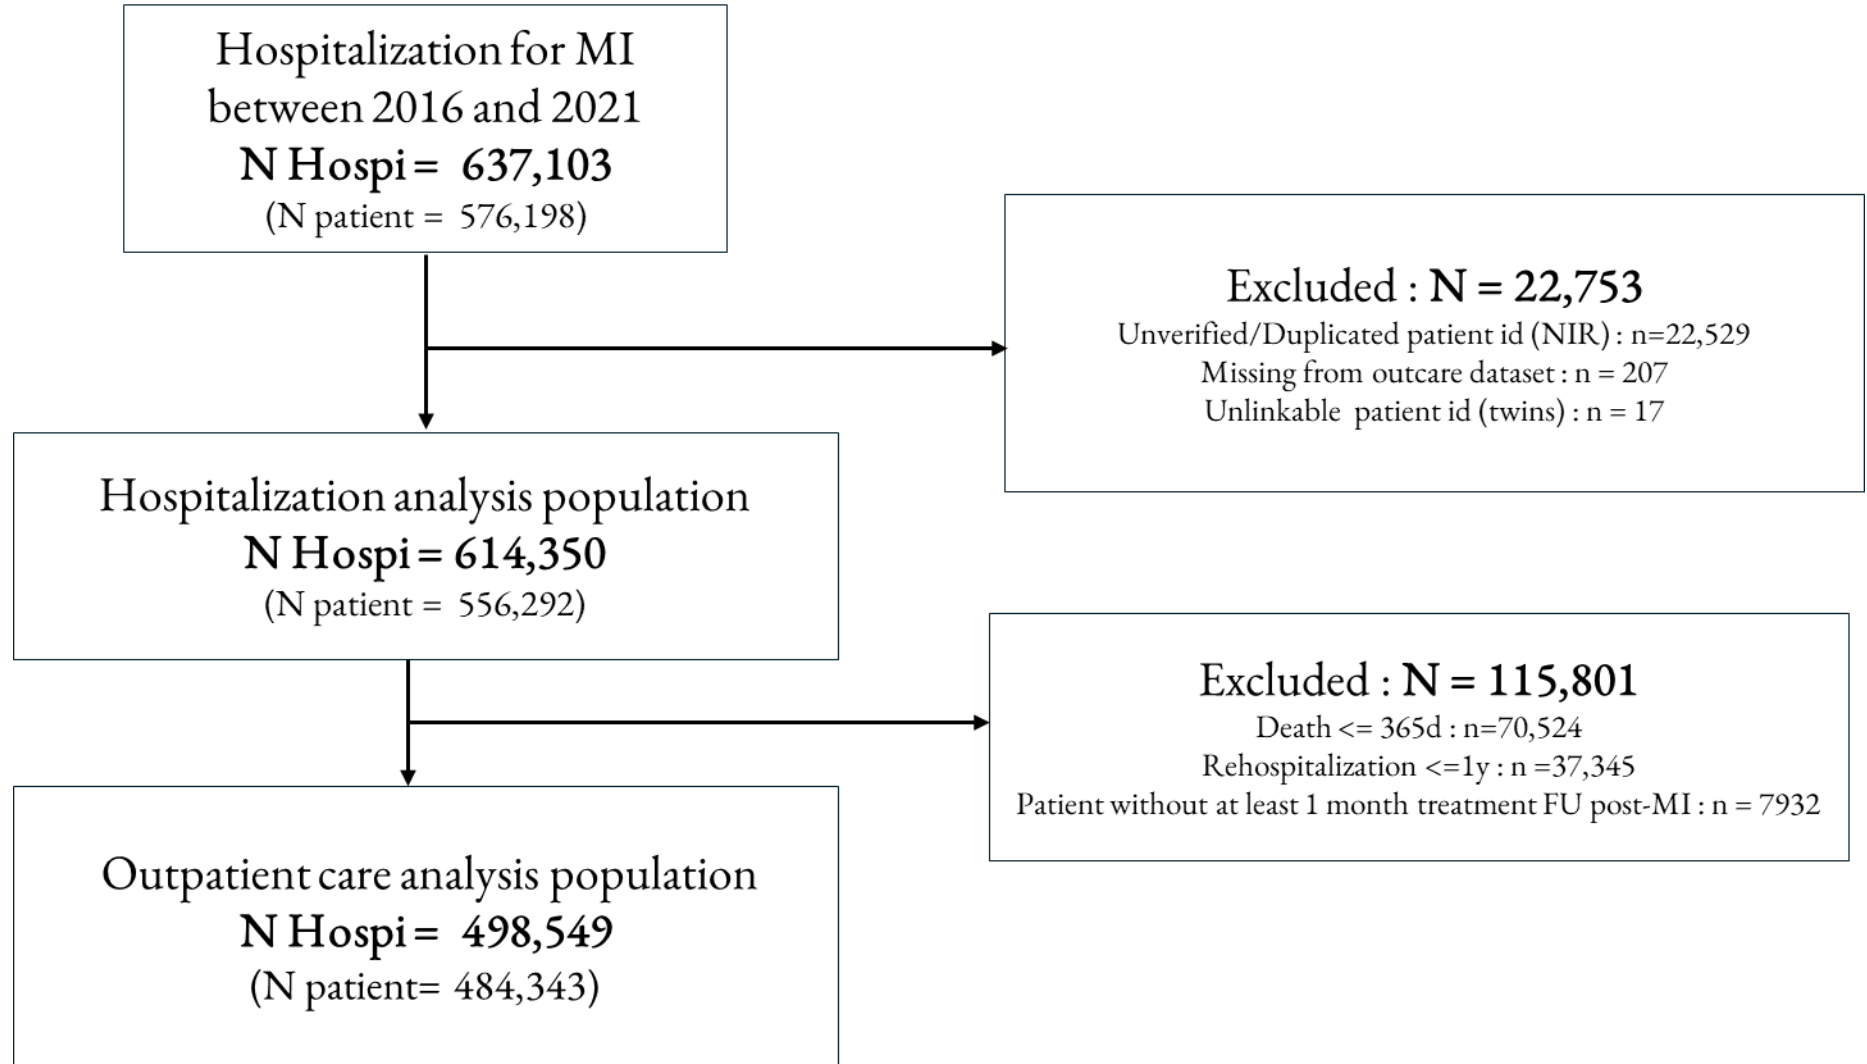 Hospitalization for MI
between 2016 and 2021
N Hospi = 637,103
(N patient = 576,198)
Excluded : N = 22,753
Unverified/Duplicated patient id (NIR) : n=22,529
Missing from outcare dataset : n = 207
Unlinkable patient id (twins) : n = 17
Hospitalization analysis population
N Hospi = 614,350
(N patient = 556,292)
Excluded : N = 115,801
Death <= 365d : n=70,524
Rehospitalization <=1y : n =37,345
Patient without at least 1 month treatment FU post-MI : n = 7932
Outpatient care analysis population
N Hospi = 498,549
(N patient= 484,343)